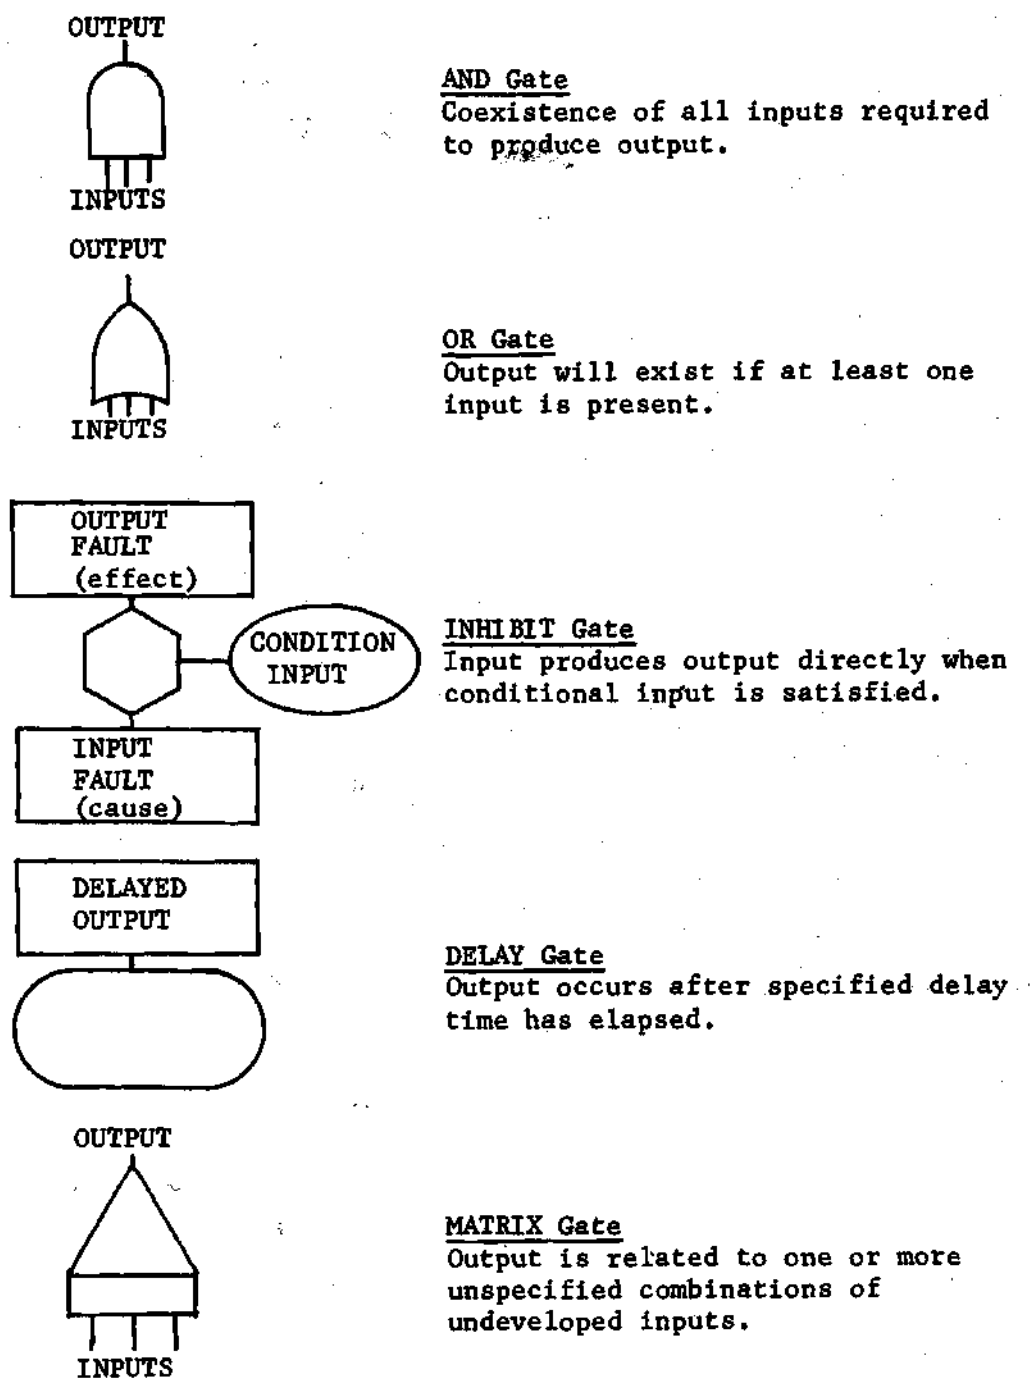 OUTPUT
AND Gate
Coexistence of all inputs required
to produce output.
INPUTS
OUTPUT
OR Gate
Output will exist if at least one
input is present.
INPUTS
OUTPUT
FAULT
(effect)
CONDITION
INPUT
INHIBIT Gate
Input produces output directly when
conditional input is satisfied.
INPUT
FAULT
(cause)
DELAYED
OUTPUT
DELAY Gate
Output occurs after specified delay
time has elapsed.
OUTPUT
MATRIX Gate
Output is related to one or more
unspecified combinations of
undeveloped inputs.
INPUTS